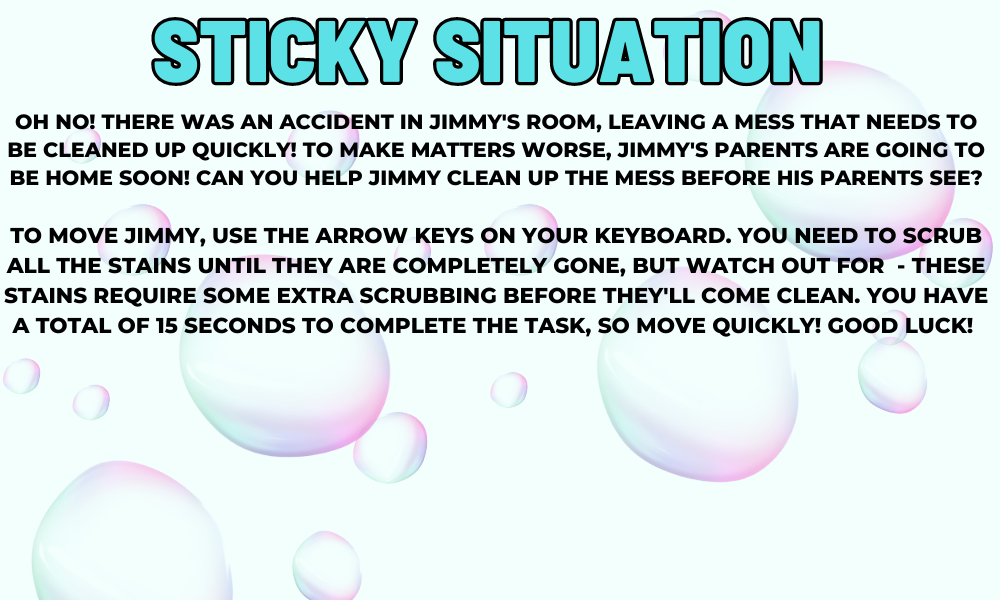 STICKY SITUATION
OH NO! THERE WAS AN ACCIDENT IN JIMMY'S ROOM, LEAVING A MESS THAT NEEDS TO
BE CLEANED UP QUICKLY! TO MAKE MATTERS WORSE, JIMMY'S PARENTS ARE GOING TO
BE HOME SOON! CAN YOU HELP JIMMY CLEAN UP THE MESS BEFORE HIS PARENTS SEE?
TO MOVE JIMMY, USE THE ARROW KEYS ON YOUR KEYBOARD. YOU NEED TO SCRUB
ALL THE STAINS UNTIL THEY ARE COMPLETELY GONE, BUT WATCH OUT FOR - THESE
STAINS REQUIRE SOME EXTRA SCRUBBING BEFORE THEY'LL COME CLEAN. YOU HAVE
A TOTAL OF 15 SECONDS TO COMPLETE THE TASK, SO MOVE QUICKLY! GOOD LUCK!